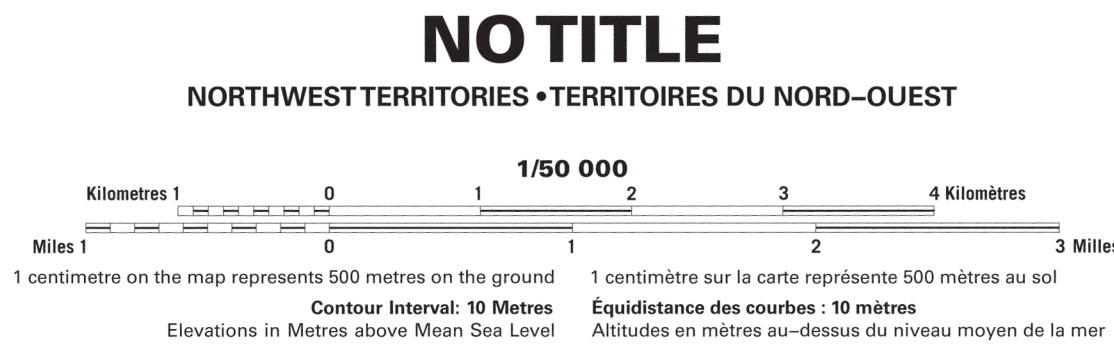 NO TITLE
NORTHWEST TERRITORIES • TERRITOIRES DU NORD–OUEST
1/50 000
Kilometres 1 0 1 2 3 4 Kilomètres
Miles 1 0 1 2 3 Milles
1 centimetre on the map represents 500 metres on the ground 1 centimètre sur la carte représente 500 mètres au sol
Contour Interval: 10 Metres Équidistance des courbes : 10 mètres
Elevations in Metres above Mean Sea Level Altitudes en mètres au–dessus du niveau moyen de la mer